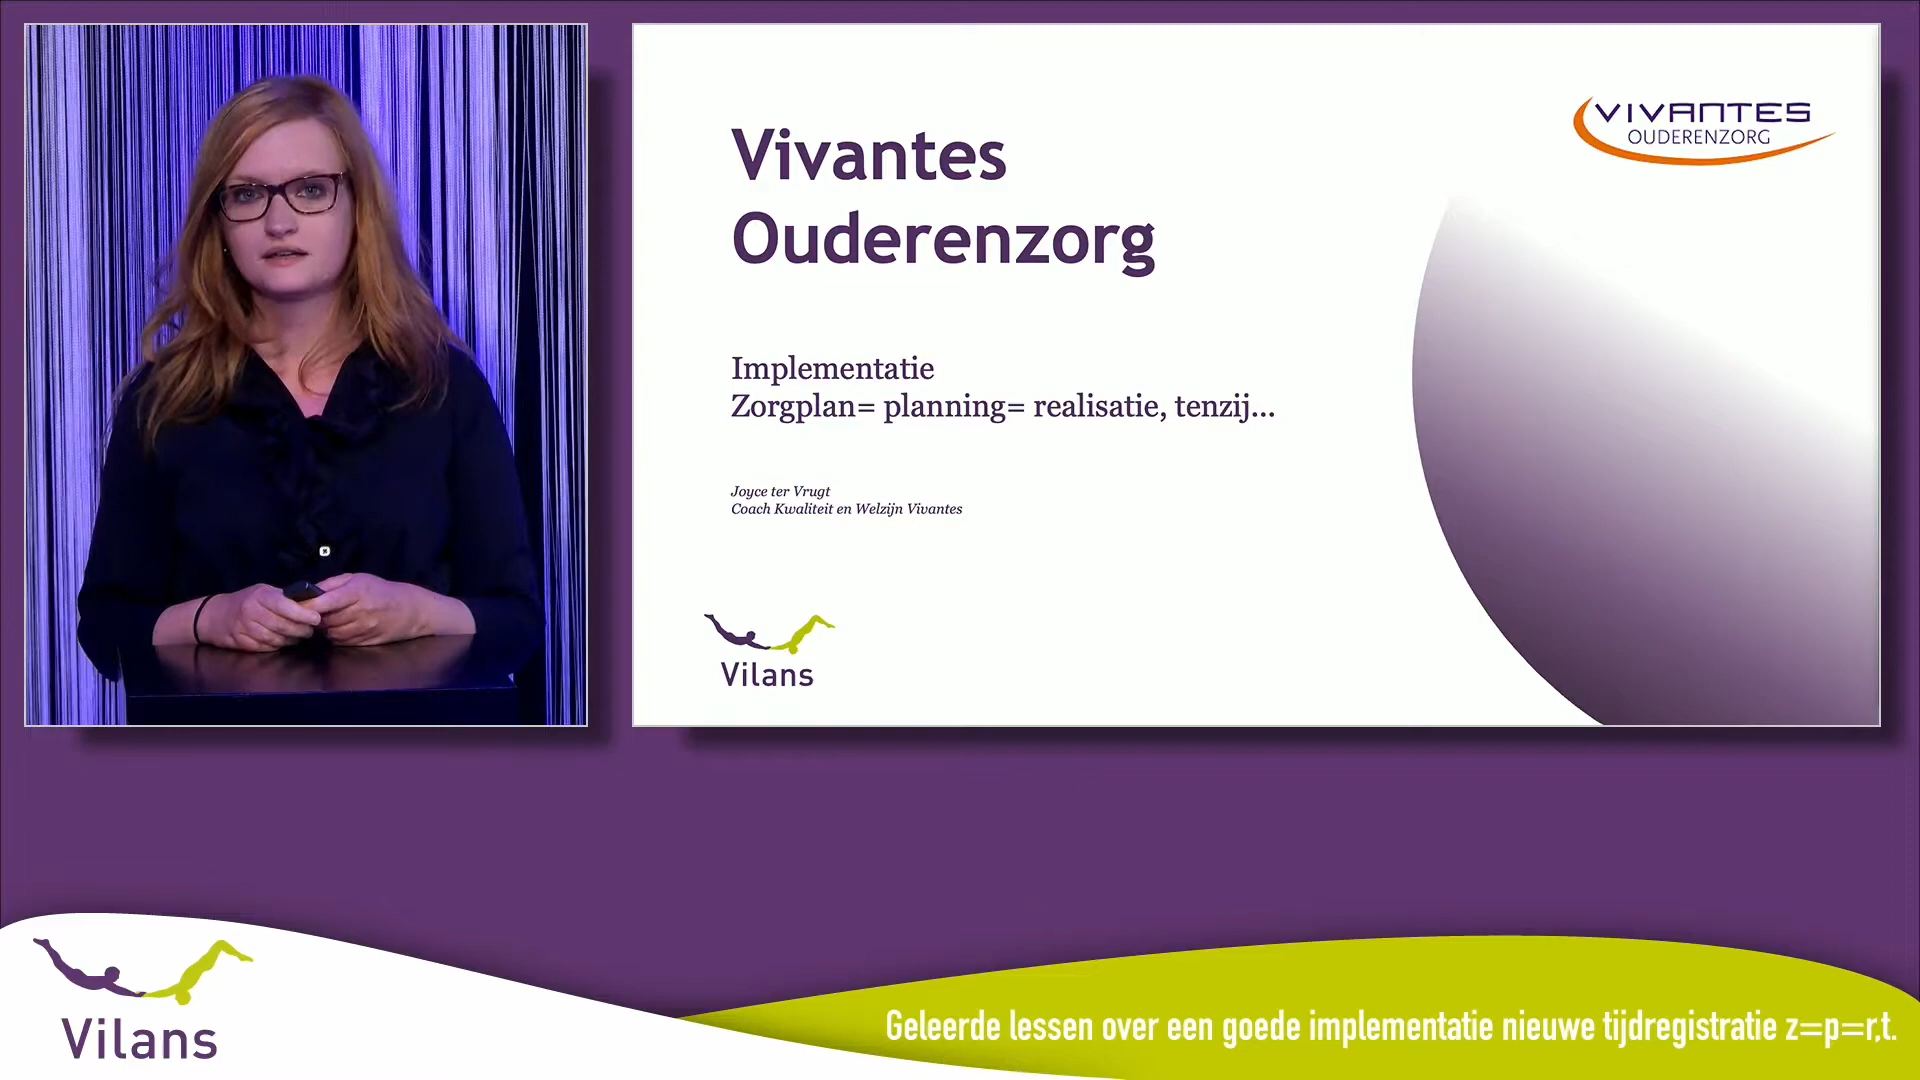 VIVANTES
OUDERENZORG
Vivantes
Ouderenzorg
Implementatie
Zorgplan= planning= realisatie, tenzij...
Joyce ter Vrugt
Coach Kwaliteit en Welzijn Vivantes
Vilans
Vilans
Geleerde lessen over een goede implementatie nieuwe tijdregistratie z=p=r,t.